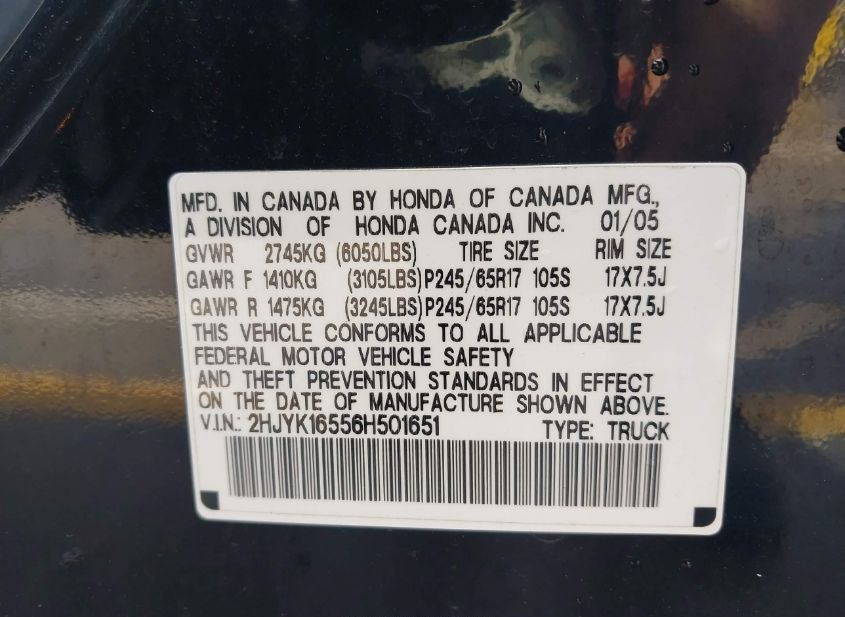 MFD. IN CANADA BY HONDA OF CANADA MFG.,
A DIVISION OF HONDA CANADA INC. 01/05
GVWR 2745KG (6050LBS) TIRE SIZE RIM SIZE
GAWR F 1410KG (3105LBS) P245/65R17 105S 17X7.5J
GAWR R 1475KG (3245LBS) P245/65R17 105S 17X7.5J
THIS VEHICLE CONFORMS TO ALL APPLICABLE
FEDERAL MOTOR VEHICLE SAFETY
AND THEFT PREVENTION STANDARDS IN EFFECT
ON THE DATE OF MANUFACTURE SHOWN ABOVE.
V.I.N.: 2HJYK16556H501651 TYPE: TRUCK